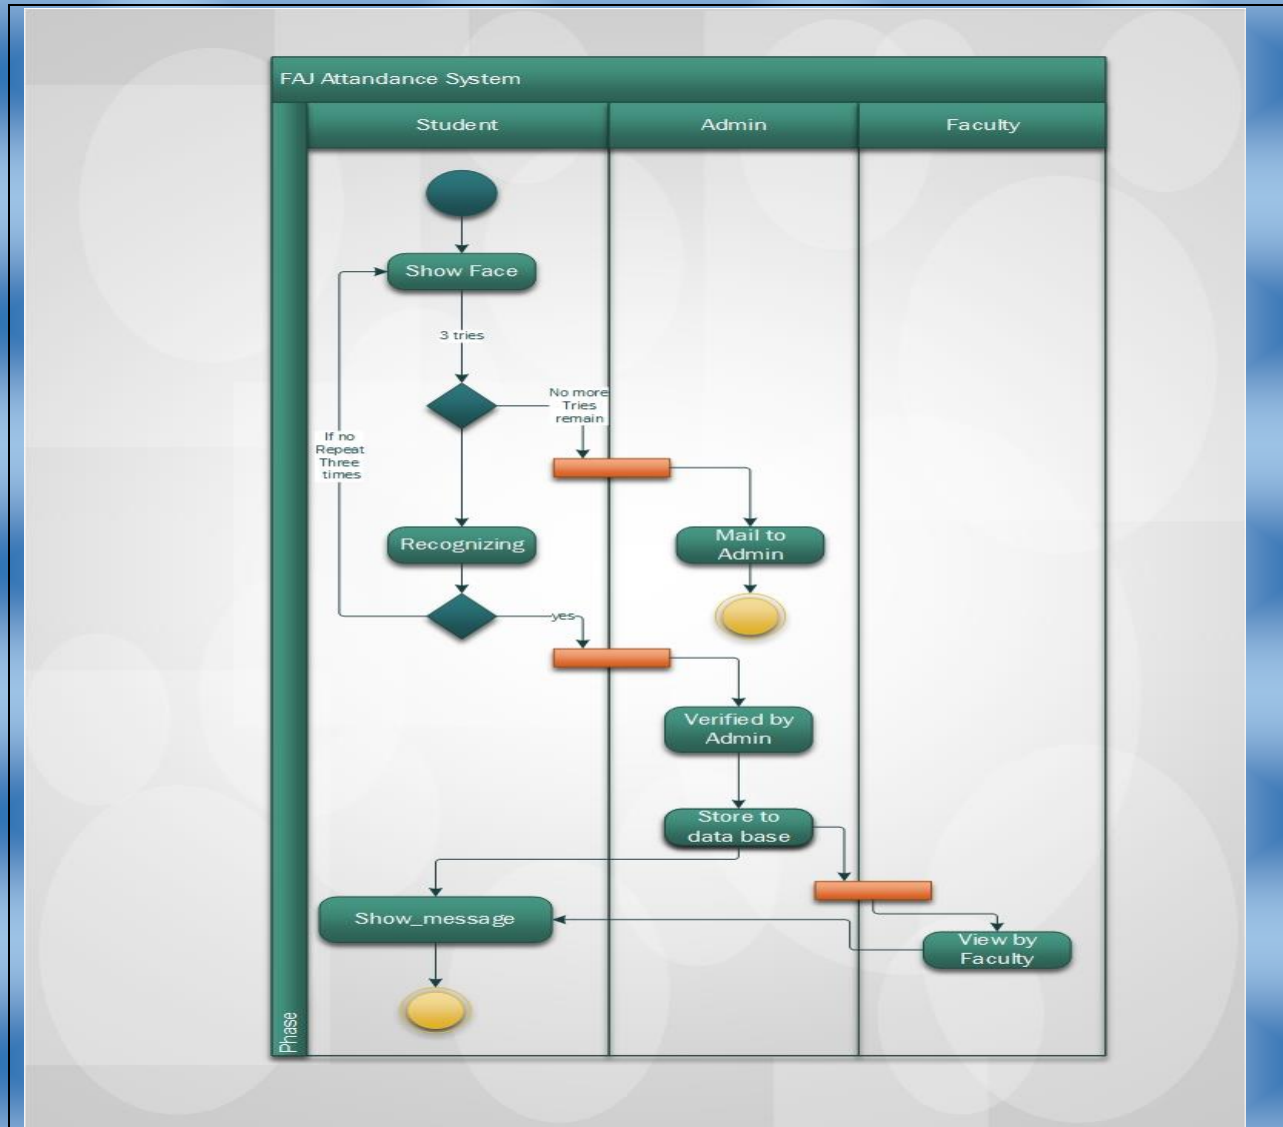 FAJ Attandance System
Student
Admin
Faculty
Show Face
3 tries
No more
Tries
remain
If no
Repeat
Three
times
Recognizing
Mail to
Admin
yes
Verified by
Admin
Store to
data base
Show_message
View by
Faculty
Phase